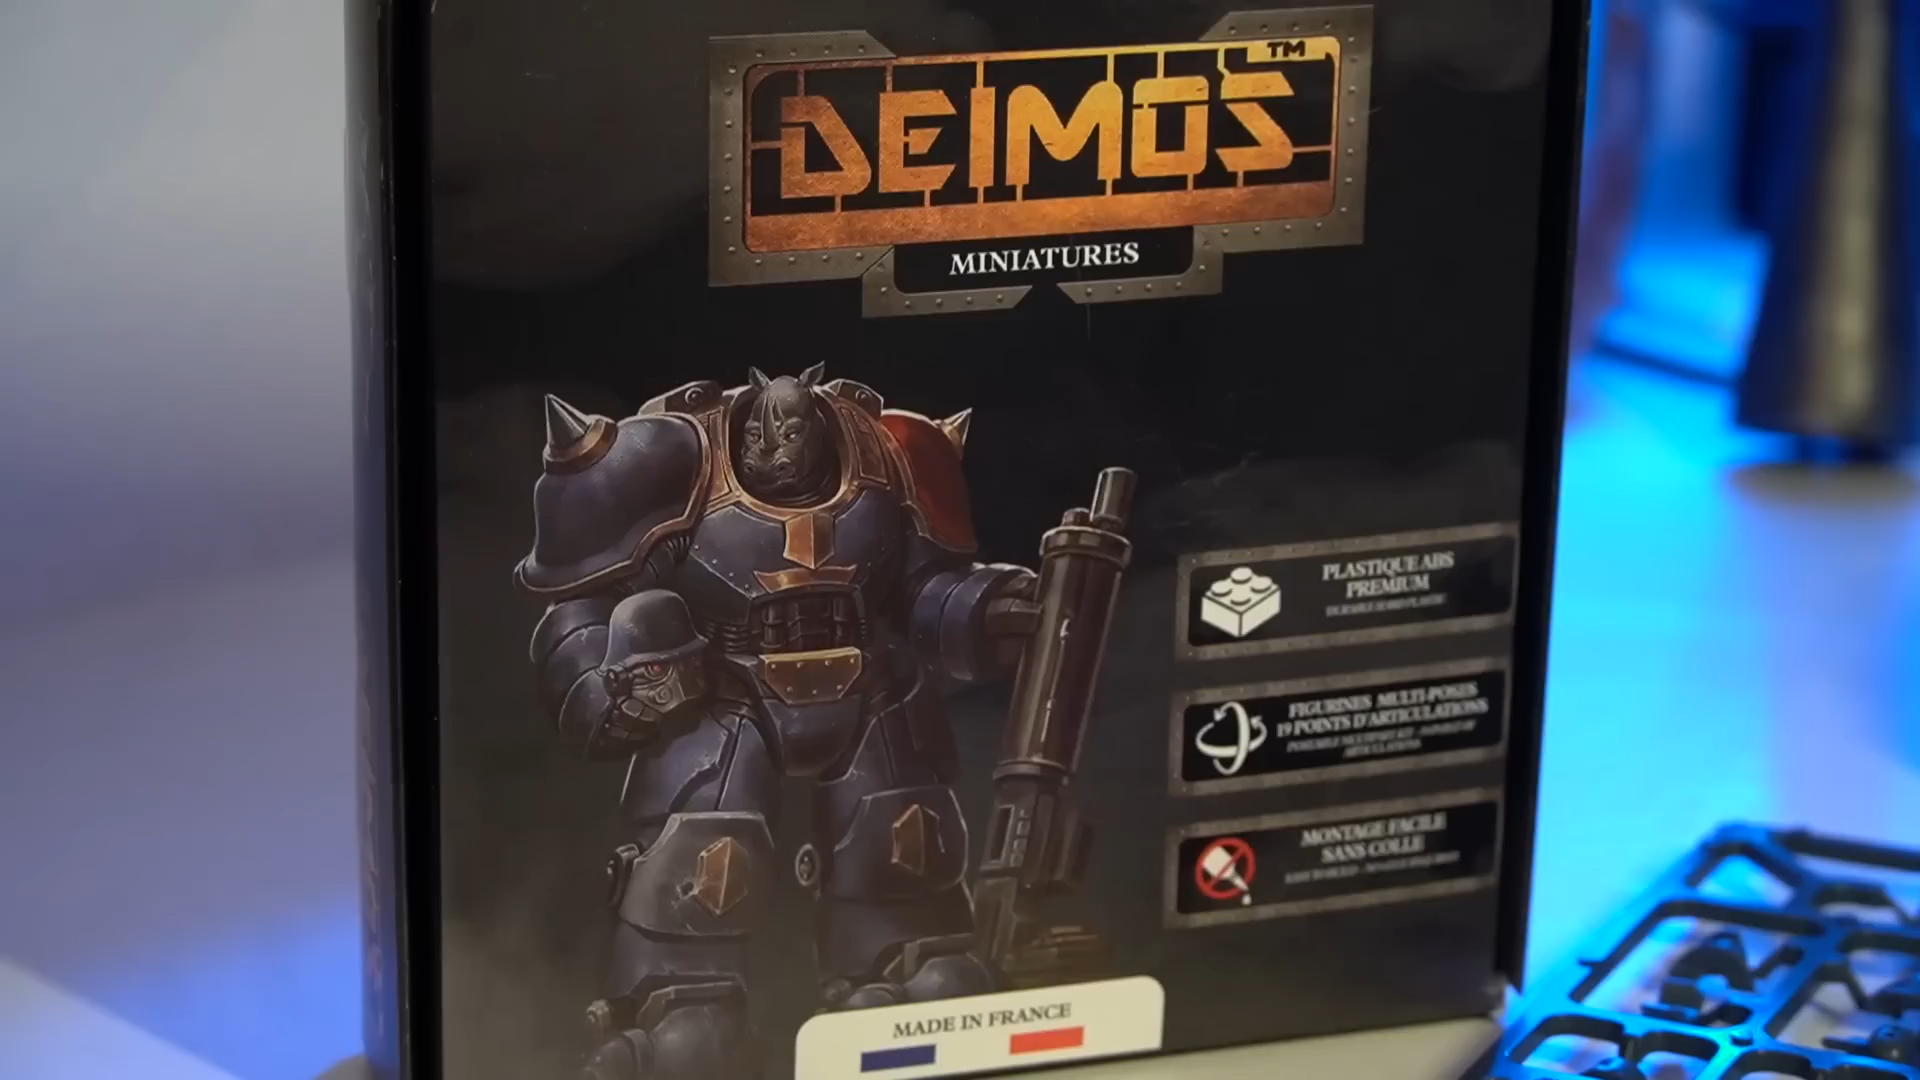 DEIMOS™
MINIATURES
PLASTIQUE ABS
PREMIUM
FIGURINES MULTI-POSES
19 POINTS D'ARTICULATIONS
MONTAGE FACILE
SANS COLLE
MADE IN FRANCE